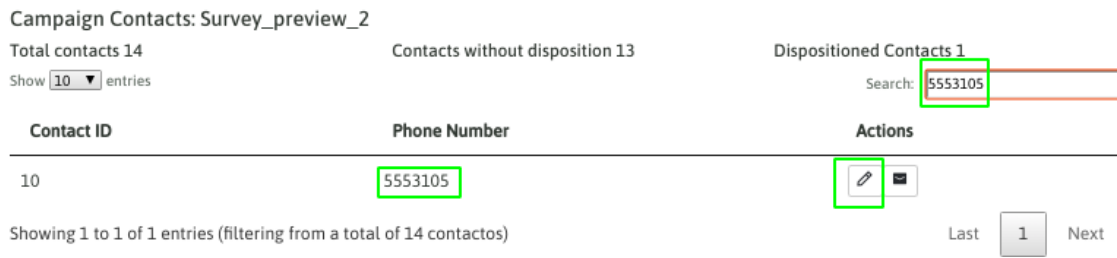 Campaign Contacts: Survey_preview_2
Total contacts 14 Contacts without disposition 13 Dispositioned Contacts 1
Show 10 entries Search: 5553105
Contact ID Phone Number Actions
10 5553105
Showing 1 to 1 of 1 entries (filtering from a total of 14 contactos) Last 1 Next